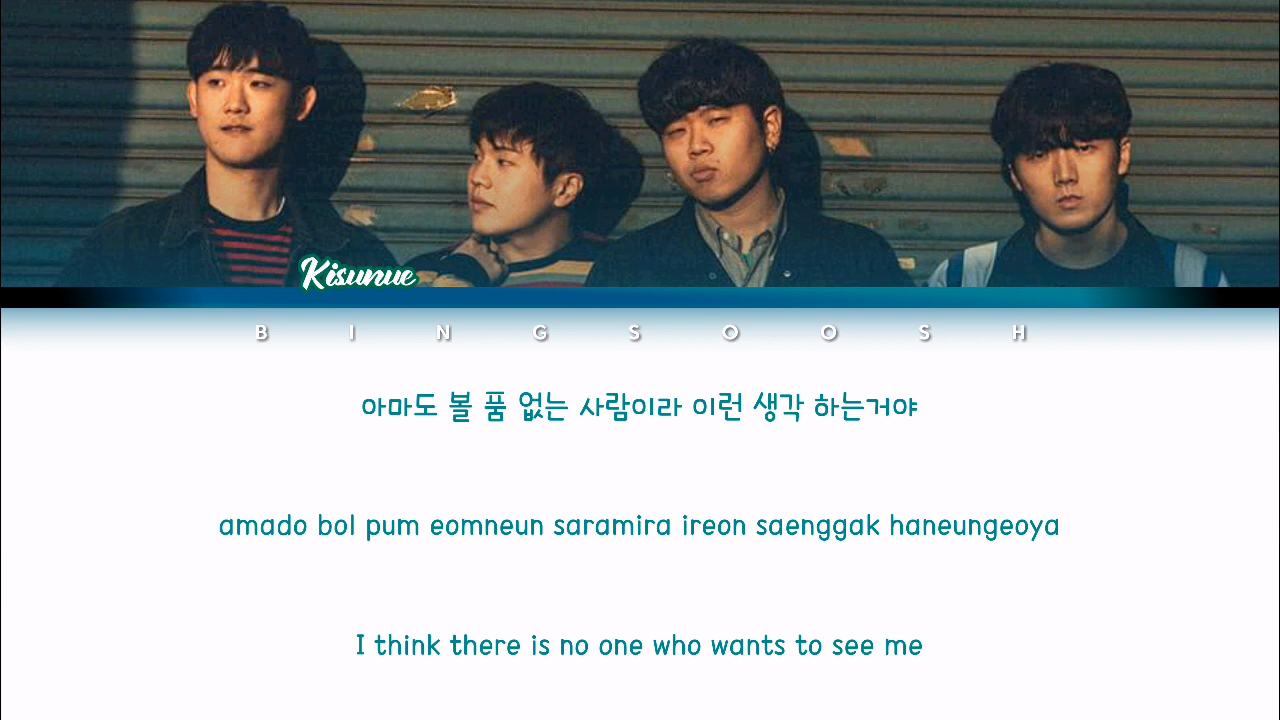 Kisunue
BINGSOOSH
아마도 볼 품 없는 사람이라 이런 생각 하는거야
amado bol pum eomneun saramira ireon saenggak haneungeoya
I think there is no one who wants to see me